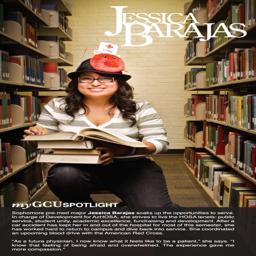 JESSICA
BARAJAS
myGCUSPOTLIGHT
Sophomore pre-med major Jessica Barajas soaks up the opportunities to serve.
In charge of Development for AzHOSA, she strives to live the HOSA tenets: public
service, student unity, academic excellence, fundraising and development. After a
car accident has kept her in and out of the hospital for most of this semester, she
has worked hard to return to campus and dive back into service. She coordinated
an upcoming blood drive with the American Red Cross.
"As a future physician, I now know what it feels like to be a patient," she says. "I
know that feeling of being afraid and overwhelmed. The experience gave me
more compassion."